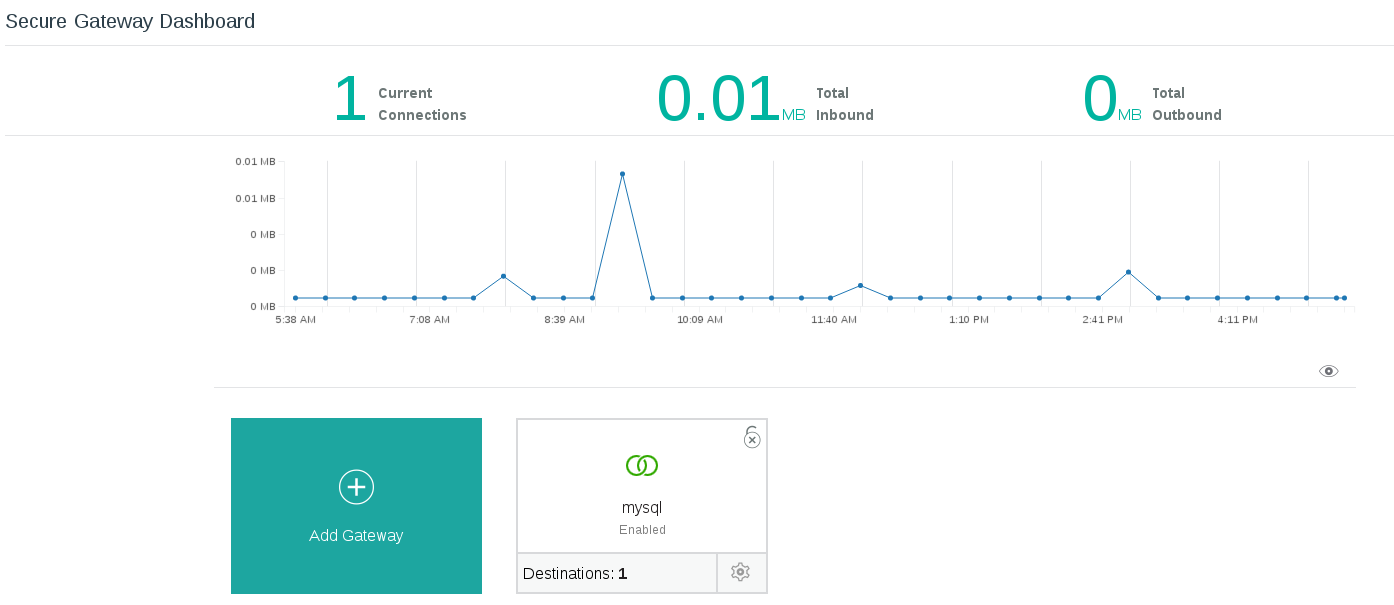 Secure Gateway Dashboard
1 Current Connections
0.01 MB Total Inbound
0 MB Total Outbound
0.01 MB
0.01 MB
0 MB
0 MB
0 MB
5:38 AM 7:08 AM 8:39 AM 10:09 AM 11:40 AM 1:10 PM 2:41 PM 4:11 PM
Add Gateway
mysql
Enabled
Destinations: 1